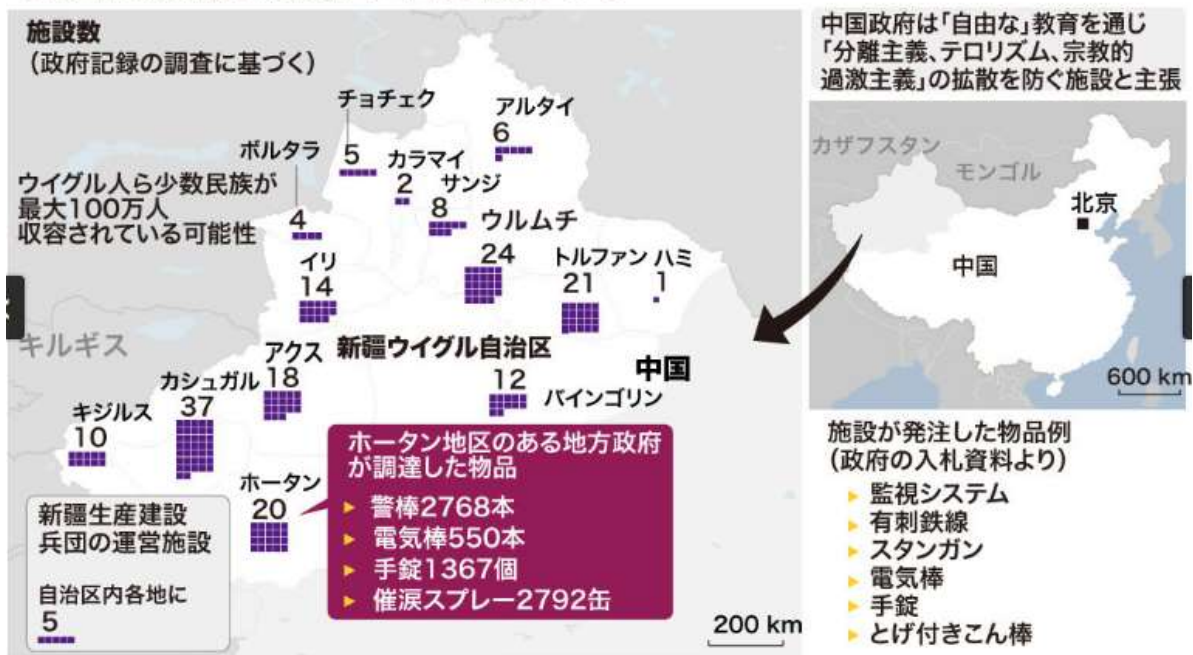 施設数
(政府記録の調査に基づく)
チョチェク
5
アルタイ
6
ボルタラ
4
カラマイ
2
サンジ
8
ウイグル人ら少数民族が
最大100万人
収容されている可能性
ウルムチ
24
トルファン
21
ハミ
1
イリ
14
キルギス
新疆ウイグル自治区
中国
アクス
18
カシュガル
37
キジルス
10
12
バインゴリン
ホータン
20
ホータン地区のある地方政府
が調達した物品
警棒2768本
電気棒550本
手錠1367個
催涙スプレー2792缶
新疆生産建設
兵団の運営施設
自治区内各地に
5
200 km
中国政府は「自由な」教育を通じ
「分離主義、テロリズム、宗教的
過激主義」の拡散を防ぐ施設と主張
カザフスタン
モンゴル
北京
中国
600 km
施設が発注した物品例
(政府の入札資料より)
監視システム
有刺鉄線
スタンガン
電気棒
手錠
とげ付きこん棒